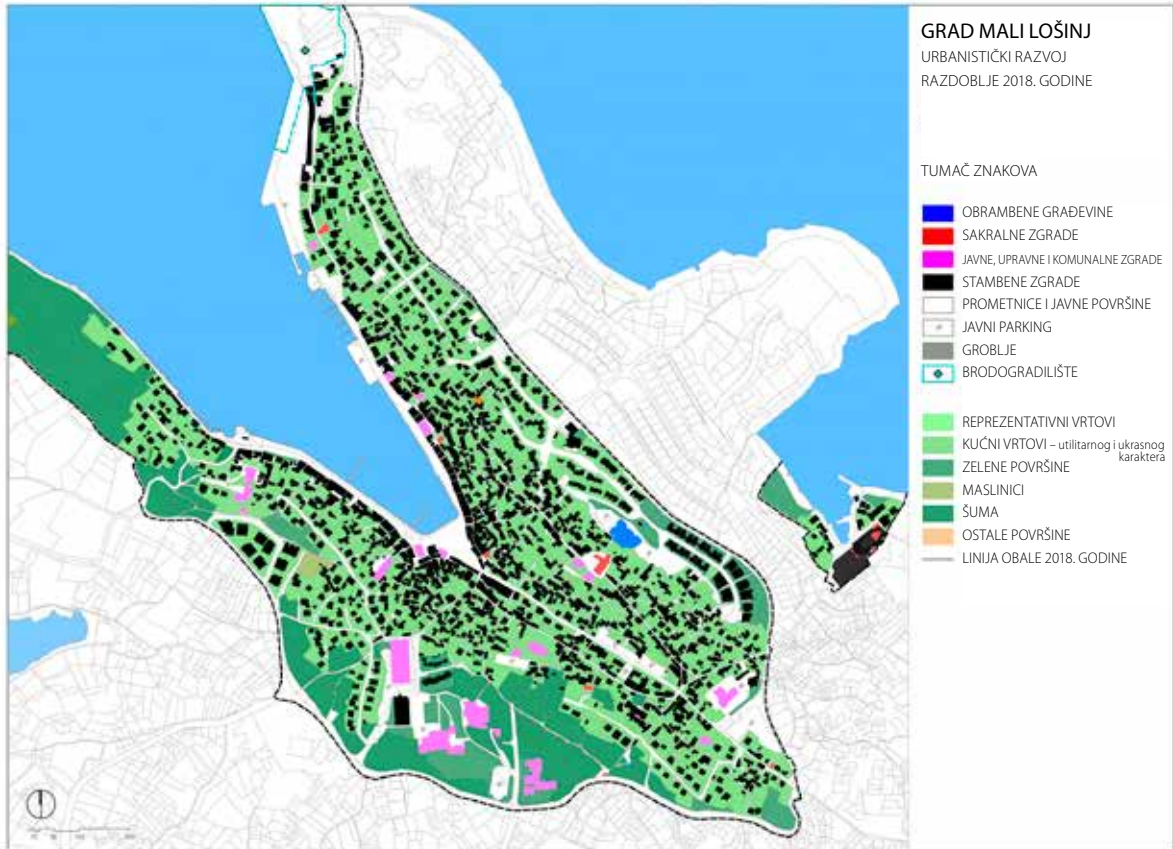 GRAD MALI LOŠINJ
URBANISTIČKI RAZVOJ
RAZDOBLJE 2018. GODINE
TUMAČ ZNAKOVA
OBRAMBENE GRAĐEVINE
SAKRALNE ZGRADE
JAVNE, UPRAVNE I KOMUNALNE ZGRADE
STAMBENE ZGRADE
PROMETNICE I JAVNE POVRŠINE
JAVNI PARKING
GROBLJE
BRODOGRADILIŠTE
REPREZENTATIVNI VRTOVI
KUĆNI VRTOVI – utilitarnog i ukrasnog
karaktera
ZELENE POVRŠINE
MASLINICI
ŠUMA
OSTALE POVRŠINE
LINIJA OBALE 2018. GODINE